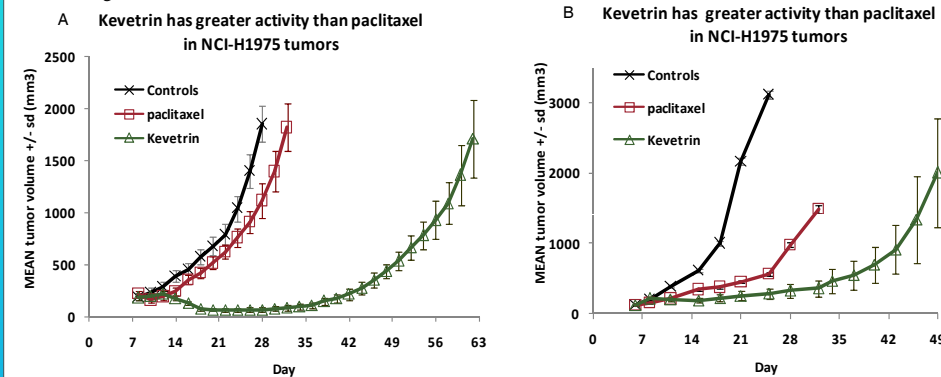 A
Kevetrin has greater activity than paclitaxel
in NCI-H1975 tumors
MEAN tumor volume +/- sd (mm3)
Controls
paclitaxel
Kevetrin
2500
2000
1500
1000
500
0
0 7 14 21 28 35 42 49 56 63
Day
B
Kevetrin has greater activity than paclitaxel
in NCI-H1975 tumors
MEAN tumor volume +/- sd (mm3)
Controls
paclitaxel
Kevetrin
3000
2000
1000
0
0 7 14 21 28 35 42 49
Day